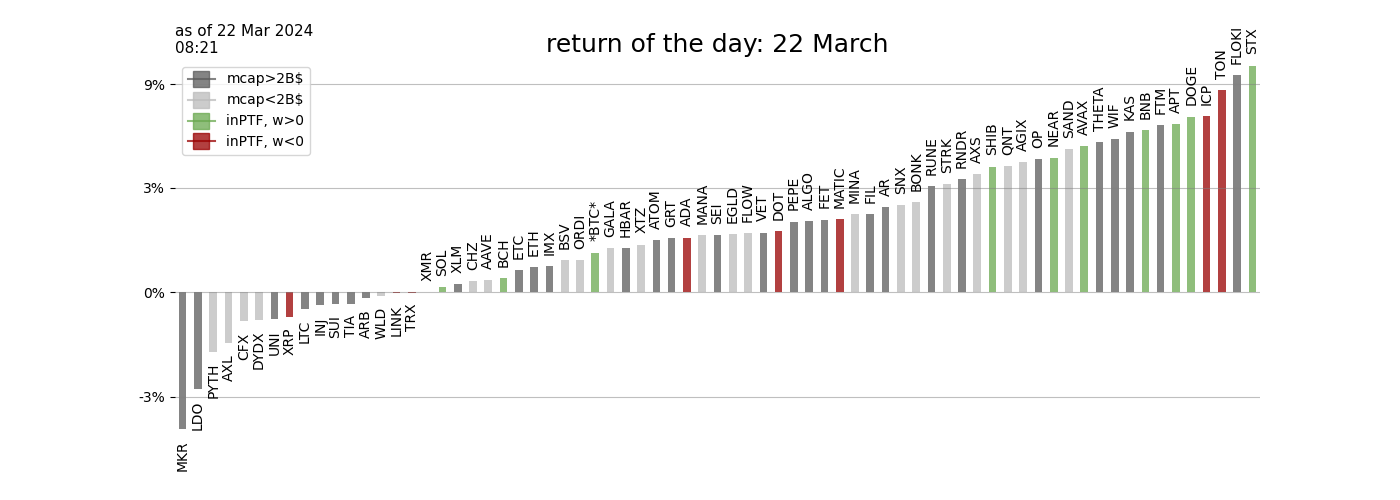 as of 22 Mar 2024
08:21
return of the day: 22 March
mcap>2B$
mcap<2B$
inPTF, w>0
inPTF, w<0
9%
3%
0%
-3%
MKR
LDO
PYTH
AXL
CFX
DYDX
UNI
XRP
LTC
INJ
SUI
TIA
ARB
WLD
LINK
TRX
XMR
SOL
XLM
CHZ
AAVE
BCH
ETC
ETH
IMX
BSV
ORDI
*BTC*
GALA
HBAR
XTZ
ATOM
GRT
ADA
MANA
SEI
EGLD
FLOW
VET
DOT
PEPE
ALGO
FET
MATIC
MINA
FIL
AR
SNX
BONK
RUNE
STRK
RNDR
AXS
SHIB
QNT
AGIX
OP
NEAR
SAND
AVAX
THETA
WIF
KAS
BNB
FTM
APT
DOGE
ICP
TON
FLOKI
STX